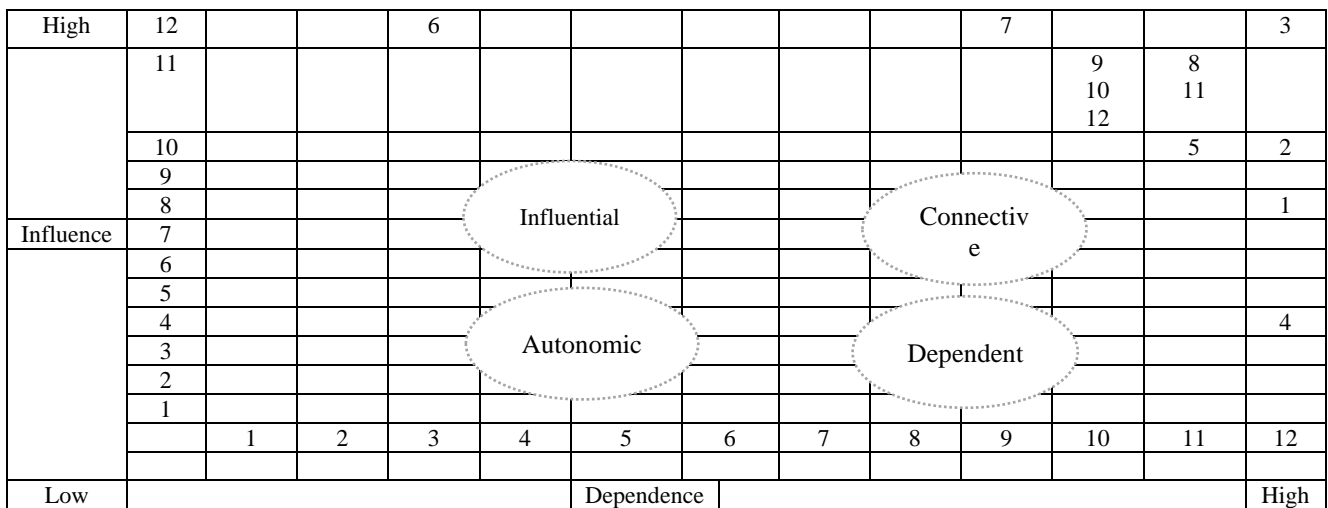 High 12 6 7 3
11 9 8
10 11
12
10 5 2
9
8 1
Influential
Connectiv
e
Influence 7
6
5
4 4
Autonomic
Dependent
3
2
1
1 2 3 4 5 6 7 8 9 10 11 12
Low Dependence High